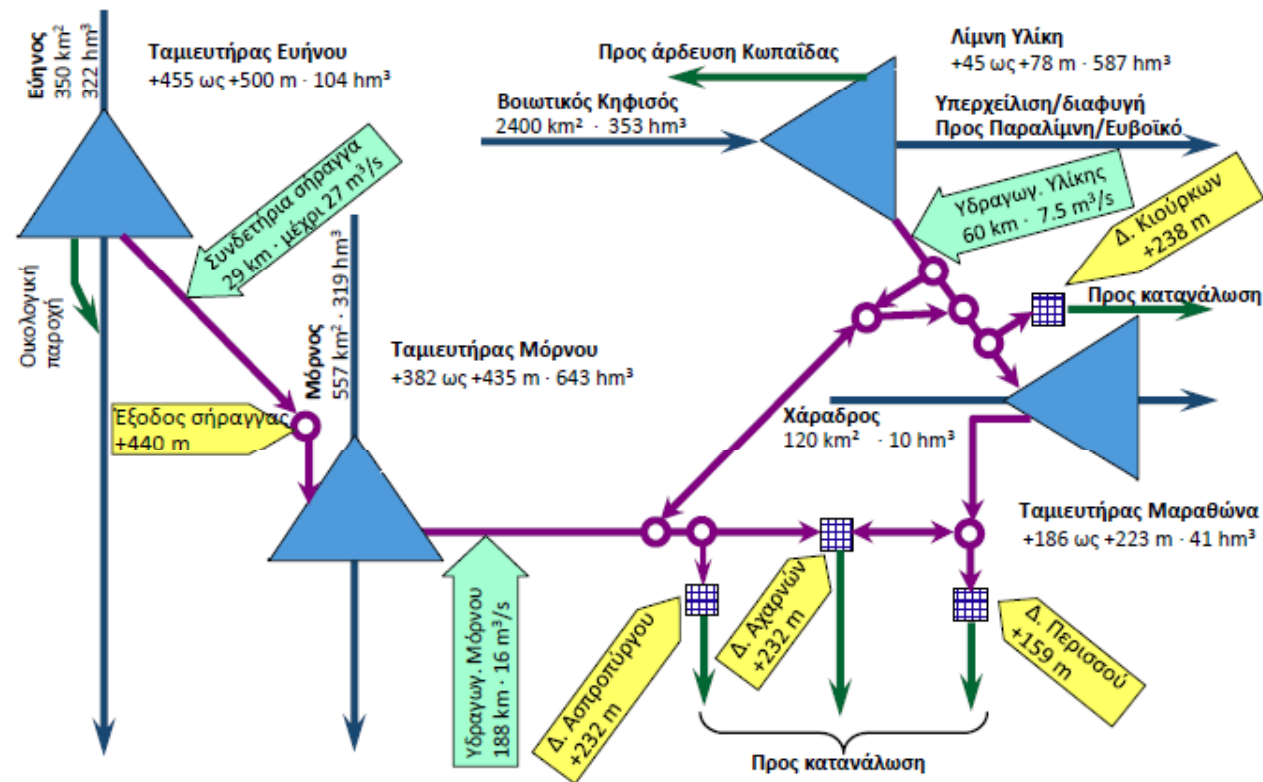 Εύηνος
350 km²
322 hm³
Ταμιευτήρας Ευήνου
+455 ως +500 m · 104 hm³
Προς άρδευση Κωπαΐδας
Λίμνη Υλίκη
+45 ως +78 m · 587 hm³
Βοιωτικός Κηφισός
2400 km² · 353 hm³
Υπερχείλιση/διαφυγή
Προς Παραλίμνη/Ευβοϊκό
Συνδετήρια σήραγγα
29 km · μέχρι 27 m³/s
Υδραγωγ. Υλίκης
60 km · 7.5 m³/s
Δ. Κιούρκων
+238 m
Προς κατανάλωση
Οικολογική
παροχή
Μόρνος
557 km² · 319 hm³
Ταμιευτήρας Μόρνου
+382 ως +435 m · 643 hm³
Έξοδος σήραγγας
+440 m
Χάραδρος
120 km² · 10 hm³
Ταμιευτήρας Μαραθώνα
+186 ως +223 m · 41 hm³
Υδραγωγ. Μόρνου
188 km · 16 m³/s
Δ. Ασπροπύργου
+232 m
Δ. Αχαρνών
+232 m
Δ. Περισσού
+159 m
Προς κατανάλωση